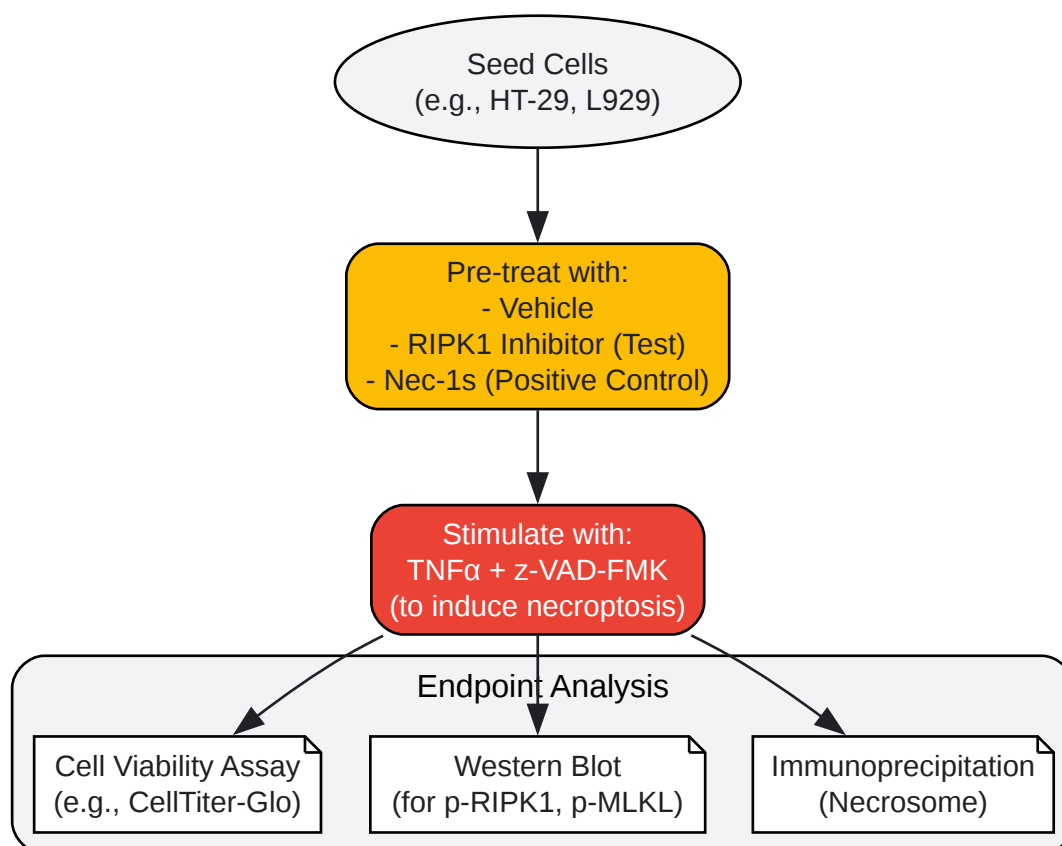 Seed Cells
(e.g., HT-29, L929)
Pre-treat with:
- Vehicle
- RIPK1 Inhibitor (Test)
- Nec-1s (Positive Control)
Stimulate with:
TNFα + z-VAD-FMK
(to induce necroptosis)
Endpoint Analysis
Cell Viability Assay
(e.g., CellTiter-Glo)
Western Blot
(for p-RIPK1, p-MLKL)
Immunoprecipitation
(Necrosome)